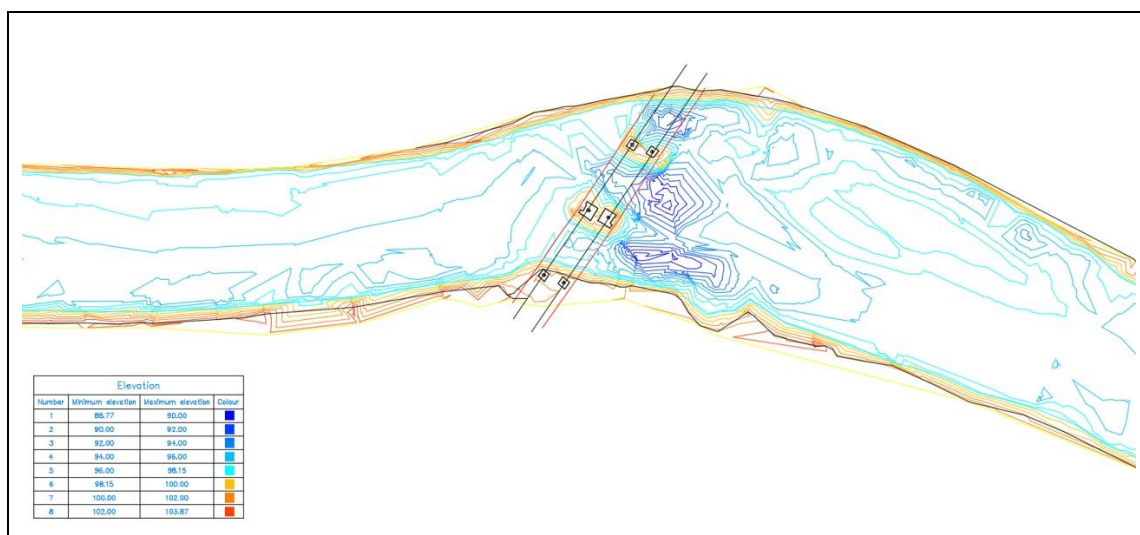 Elevation
Number Minimum elevation Maximum elevation Colour
1 88.77 90.00
2 90.00 92.00
3 92.00 94.00
4 94.00 96.00
5 96.00 98.15
6 98.15 100.00
7 100.00 102.00
8 102.00 103.87